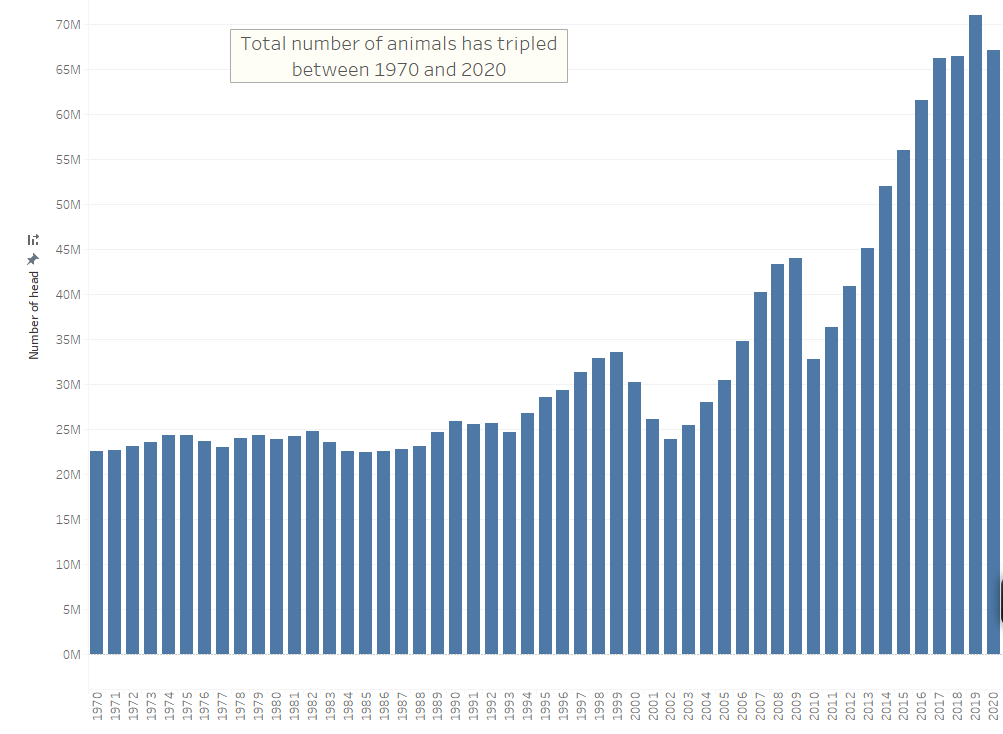 Total number of animals has tripled
between 1970 and 2020
70M
65M
60M
55M
50M
45M
40M
35M
30M
25M
20M
15M
10M
5M
0M
Number of head
1970
1971
1972
1973
1974
1975
1976
1977
1978
1979
1980
1981
1982
1983
1984
1985
1986
1987
1988
1989
1990
1991
1992
1993
1994
1995
1996
1997
1998
1999
2000
2001
2002
2003
2004
2005
2006
2007
2008
2009
2010
2011
2012
2013
2014
2015
2016
2017
2018
2019
2020